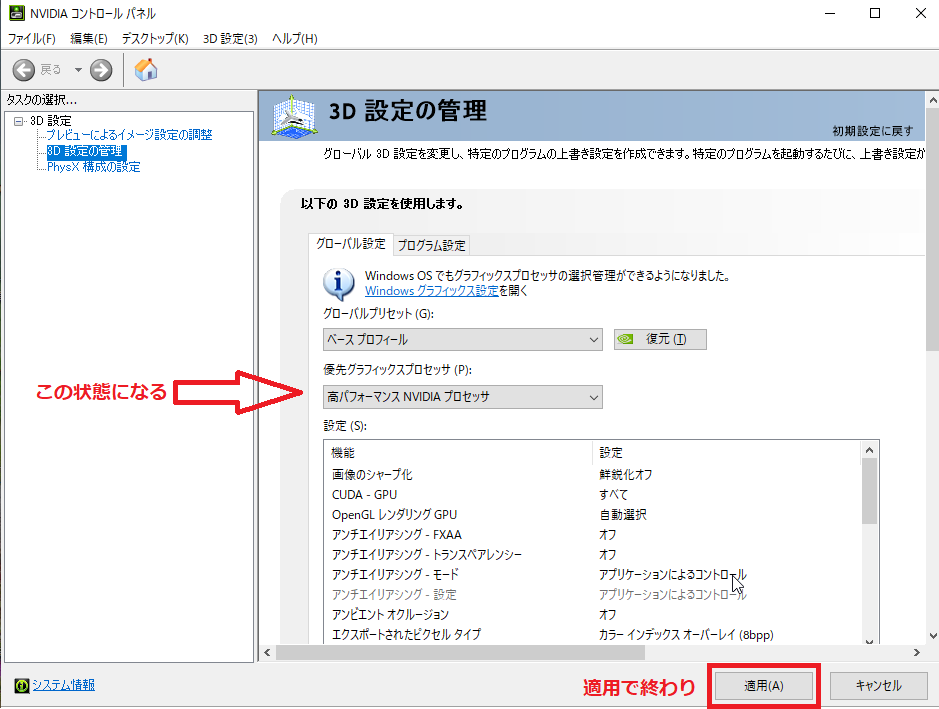 NVIDIA コントロール パネル
ファイル(F) 編集(E) デスクトップ(K) 3D 設定(3) ヘルプ(H)
戻る
タスクの選択...
3D 設定
プレビューによるイメージ設定の調整
3D 設定の管理
PhysX 構成の設定
3D 設定の管理
初期設定に戻す
グローバル 3D 設定を変更し、特定のプログラムの上書き設定を作成できます。特定のプログラムを起動するたびに、上書き設定が
以下の 3D 設定を使用します。
グローバル設定 プログラム設定
Windows OS でもグラフィックスプロセッサの選択管理ができるようになりました。
Windows グラフィックス設定を開く
グローバルプリセット (G):
ベース プロフィール
復元 (T)
優先グラフィックスプロセッサ (P):
この状態になる
高パフォーマンス NVIDIA プロセッサ
設定 (S):
機能 設定
画像のシャープ化 鮮鋭化オフ
CUDA - GPU すべて
OpenGL レンダリング GPU 自動選択
アンチエイリアシング - FXAA オフ
アンチエイリアシング - トランスペアレンシー オフ
アンチエイリアシング - モード アプリケーションによるコントロール
アンチエイリアシング - 設定 アプリケーションによるコントロール
アンビエント オクルージョン オフ
エクスポートされたピクセル タイプ カラー インデックス オーバーレイ (8bpp)
システム情報
適用で終わり
適用(A)
キャンセル